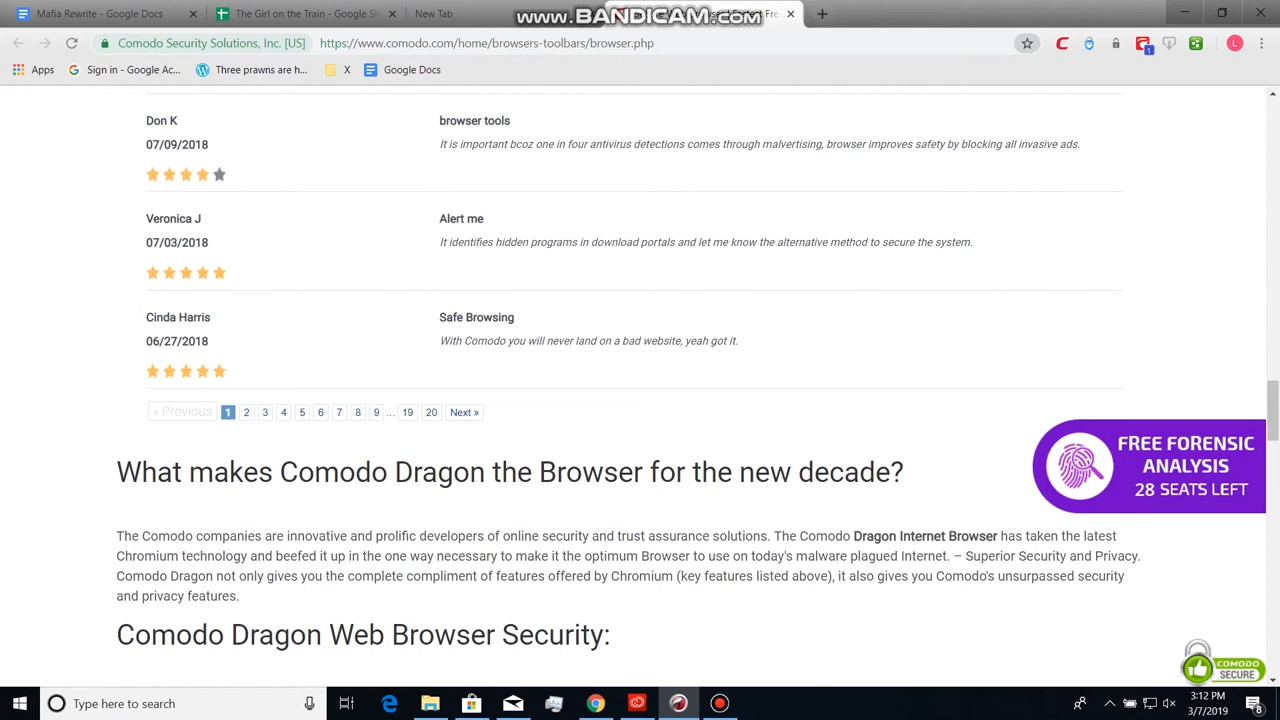 Mafia Rewrite - Google Docs
The Girl on the Train - Google Sh
New Tab
www.BANDICAM.com
Comodo Security Solutions, Inc. [US]
https://www.comodo.com/home/browsers-toolbars/browser.php
L
1
Apps
Sign in - Google Ac...
Three prawns are h...
X
Google Docs
Don K
browser tools
07/09/2018
It is important bcoz one in four antivirus detections comes through malvertising, browser improves safety by blocking all invasive ads.
Veronica J
Alert me
07/03/2018
It identifies hidden programs in download portals and let me know the alternative method to secure the system.
Cinda Harris
Safe Browsing
06/27/2018
With Comodo you will never land on a bad website, yeah got it.
« Previous 1 2 3 4 5 6 7 8 9 ... 19 20 Next »
FREE FORENSIC
ANALYSIS
28 SEATS LEFT
What makes Comodo Dragon the Browser for the new decade?
The Comodo companies are innovative and prolific developers of online security and trust assurance solutions. The Comodo Dragon Internet Browser has taken the latest
Chromium technology and beefed it up in the one way necessary to make it the optimum Browser to use on today's malware plagued Internet. – Superior Security and Privacy.
Comodo Dragon not only gives you the complete compliment of features offered by Chromium (key features listed above), it also gives you Comodo's unsurpassed security
and privacy features.
Comodo Dragon Web Browser Security:
COMODO
SECURE
Type here to search
3:12 PM
3/7/2019
8